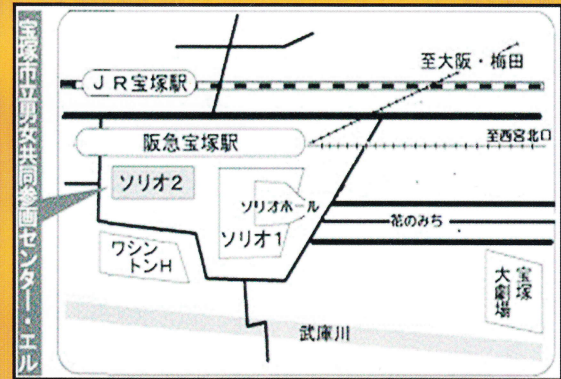 宝塚市立男女共同参画センター・エル
至大阪・梅田
JR宝塚駅
阪急宝塚駅
至西宮北口
ソリオ2
ソリオホール
ソリオ1
花のみち
ワシン
トンH
宝塚
大劇場
武庫川